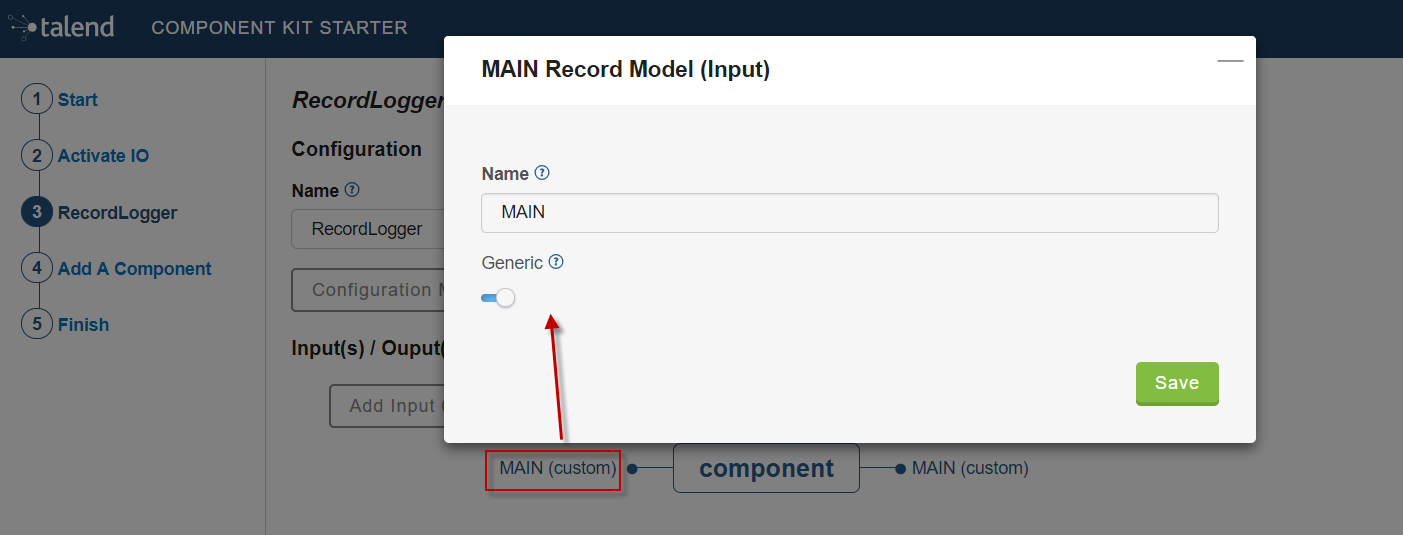 talend COMPONENT KIT STARTER
1 Start
2 Activate IO
3 RecordLogger
4 Add A Component
5 Finish
RecordLogger
Configuration
Name ?
RecordLogger
Configuration M
Input(s) / Ouput(
Add Input
MAIN Record Model (Input)
Name ?
MAIN
Generic ?
Save
MAIN (custom) component MAIN (custom)